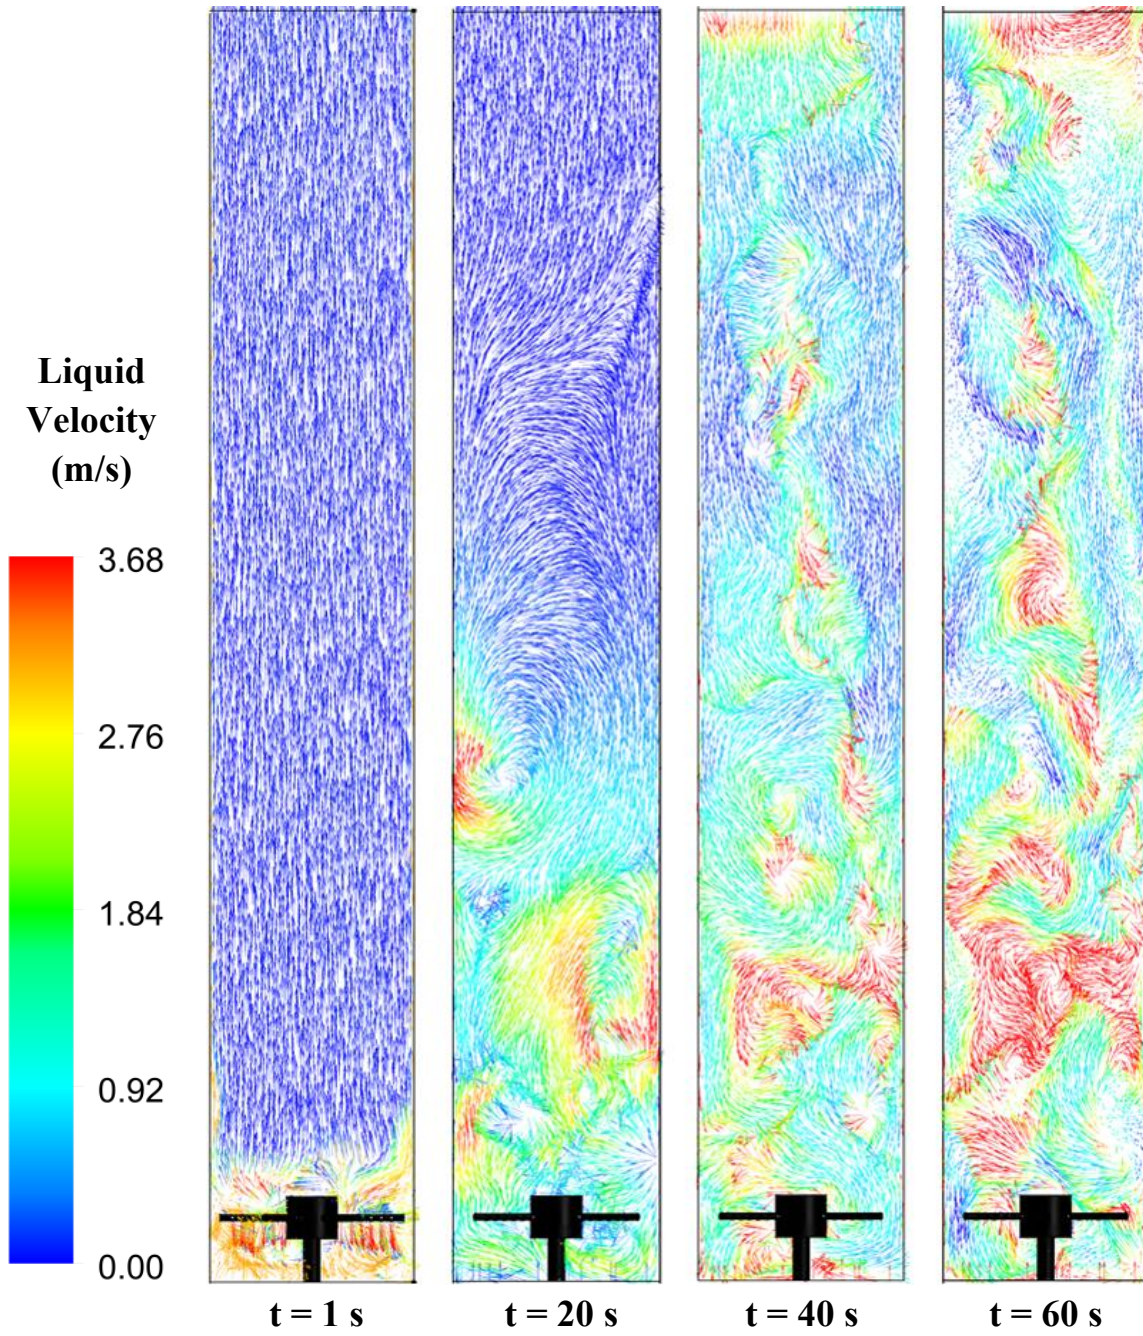 Liquid
Velocity
(m/s)
3.68
2.76
1.84
0.92
0.00
t = 1 s
t = 20 s
t = 40 s
t = 60 s